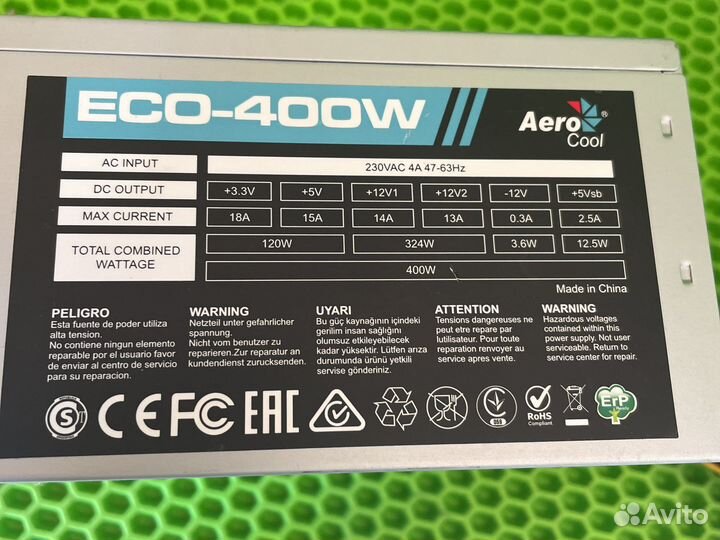 ECO-400W
Aero Cool ®
AC INPUT 230VAC 4A 47-63Hz
DC OUTPUT +3.3V +5V +12V1 +12V2 -12V +5Vsb
MAX CURRENT 18A 15A 14A 13A 0.3A 2.5A
TOTAL COMBINED WATTAGE 120W 324W 3.6W 12.5W
400W
Made in China
PELIGRO
Esta fuente de poder utiliza
alta tension.
No contiene ningun elemento
reparable por el usuario favor
de enviar al centro de servicio
para su reparacion.
WARNING
Netzteil unter gefahrlicher
spannung.
Nicht vom benutzer zu
reparieren.Zur reparatur an
kundendienst zurucksenden.
UYARI
Bu güç kaynağının içindeki
gerilim insan sağlığını
olumsuz etkileyebilecek
kadar yüksektir. Lütfen arıza
durumunda ürünü yetkili
servise gönderiniz.
ATTENTION
Tensions dangereuses ne
peut etre repare par
l'utilisateur. Pour toute
reparation renvoyer au
service apres vente.
WARNING
Hazardous voltages
contained within this
power supply. Not user
serviceable. Return to
service center for repair.
S CE FC EAC
359
RoHS
Compliant
ErP
Avito